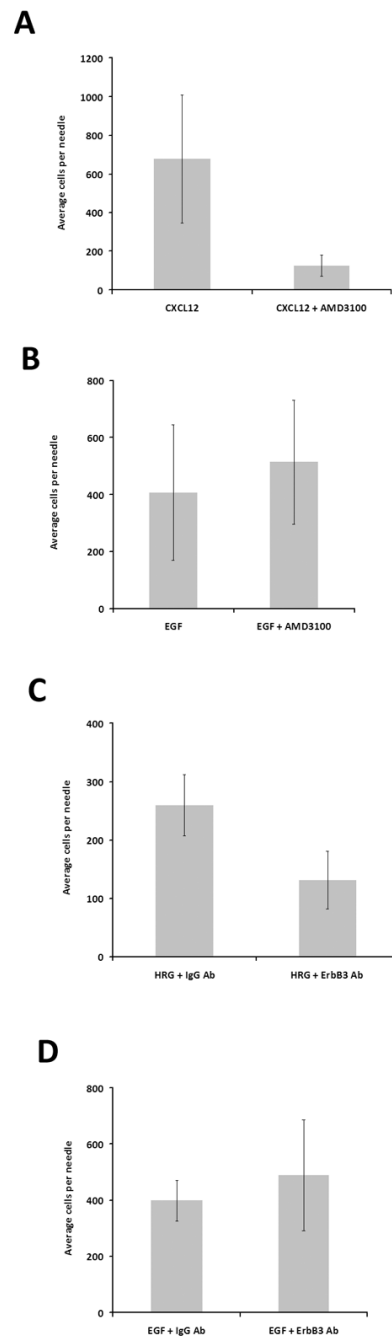 A
Average cells per needle
1200
1000
800
600
400
200
0
CXCL12
CXCL12 + AMD3100
B
Average cells per needle
800
600
400
200
0
EGF
EGF + AMD3100
C
Average cells per needle
400
300
200
100
0
HRG + IgG Ab
HRG + ErbB3 Ab
D
Average cells per needle
800
600
400
200
0
EGF + IgG Ab
EGF + ErbB3 Ab